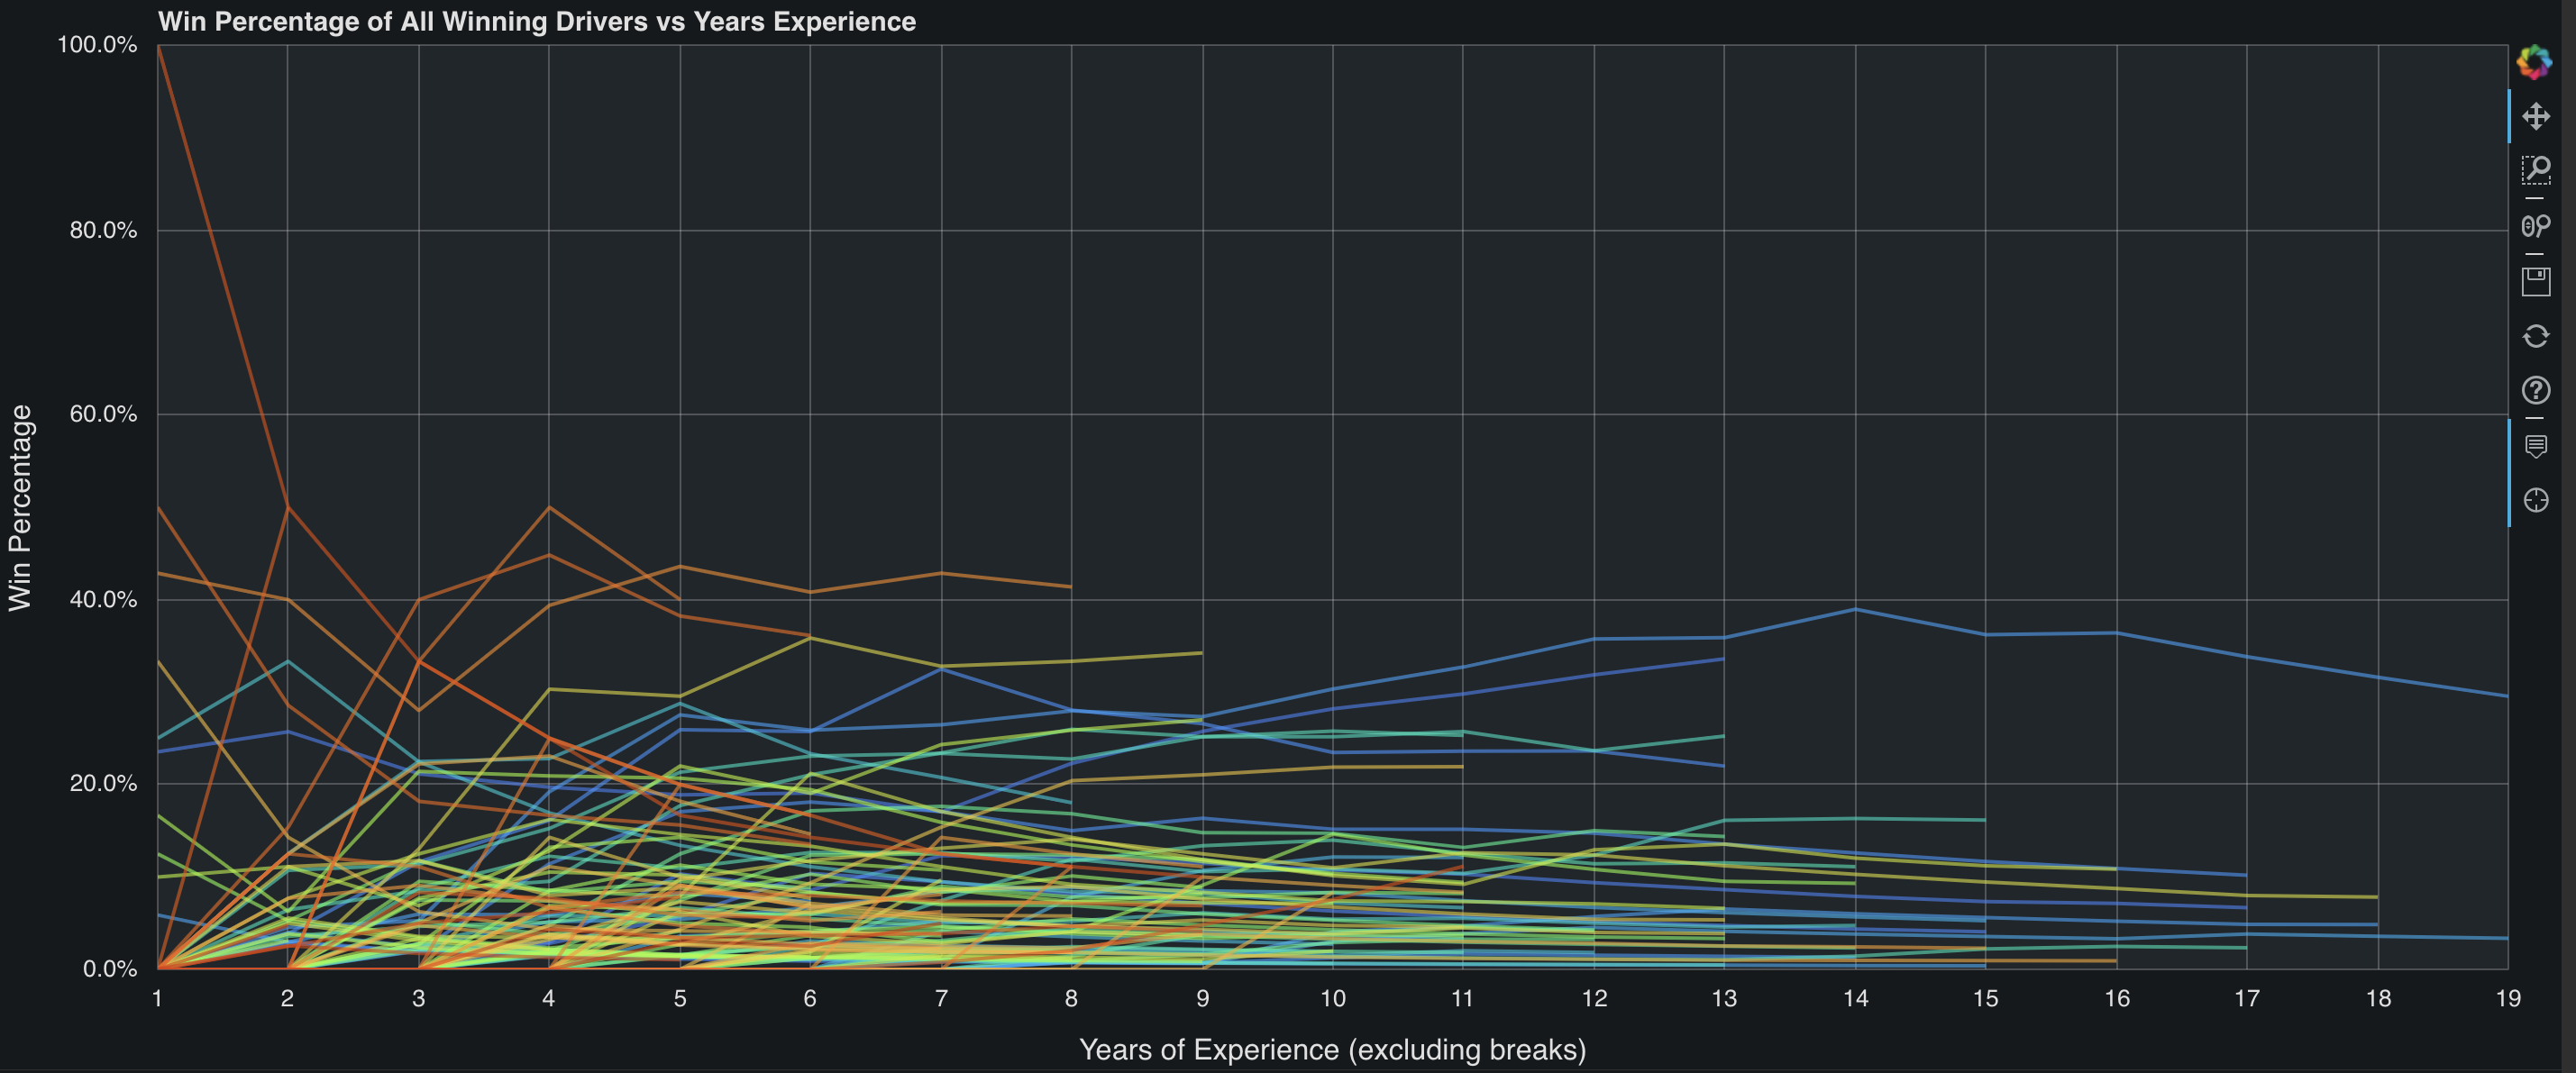 Win Percentage of All Winning Drivers vs Years Experience
100.0%
80.0%
60.0%
40.0%
20.0%
0.0%
Win Percentage
1 2 3 4 5 6 7 8 9 10 11 12 13 14 15 16 17 18 19
Years of Experience (excluding breaks)